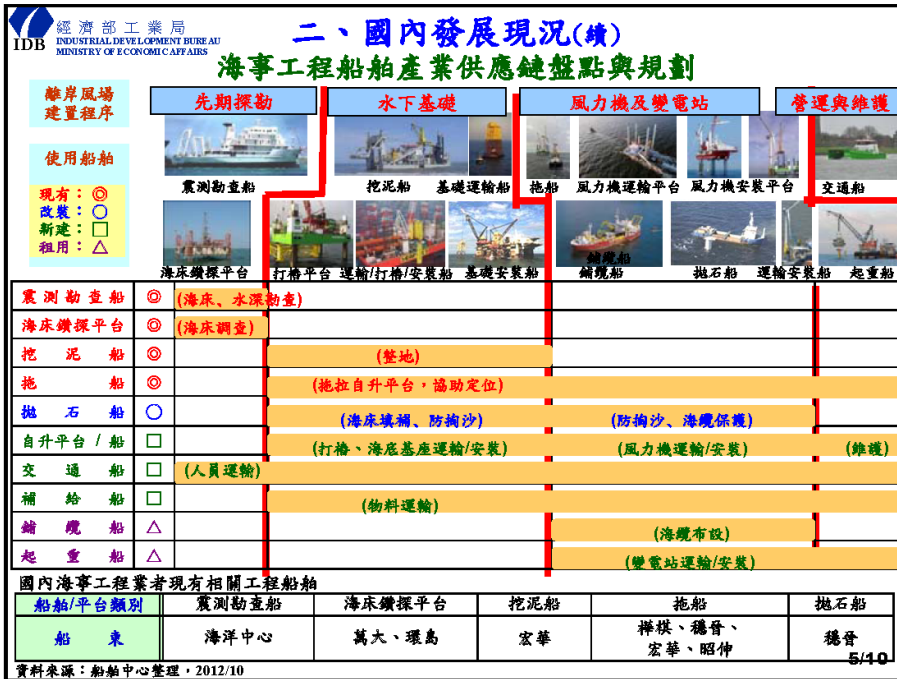 經濟部工業局
IDB INDUSTRIAL DEVELOPMENT BUREAU
MINISTRY OF ECONOMIC AFFAIRS
二、國內發展現況(續)
海事工程船舶產業供應鏈盤點與規劃
離岸風場
建置程序
先期探勘
水下基礎
風力機及變電站
營運與維護
使用船舶
現有：◎
改裝：○
新建：□
租用：△
震測勘查船
挖泥船
基礎運輸船
拖船
風力機運輸平台
風力機安裝平台
交通船
海床鑽探平台
打樁平台
運輸/打樁/安裝船
基礎安裝船
鋪纜船
鋪纜船
拋石船
運輸安裝船
起重船
震測勘查船 ◎ (海床、水深勘查)
海床鑽探平台 ◎ (海床調查)
挖泥船 ◎ (整地)
拖船 ◎ (拖拉自升平台，協助定位)
拋石船 ○ (海床填補、防掏沙) (防掏沙、海纜保護)
自升平台/船 □ (打樁、海底基座運輸/安裝) (風力機運輸/安裝) (維護)
交通船 □ (人員運輸)
補給船 □ (物料運輸)
鋪纜船 △ (海纜布設)
起重船 △ (變電站運輸/安裝)
國內海事工程業者現有相關工程船舶
船舶/平台類別 震測勘查船 海床鑽探平台 挖泥船 拖船 拋石船
船東 海洋中心 萬大、環島 宏華 樺棋、穩晉、 穩晉
宏華、昭伸
5/10
資料來源：船舶中心整理，2012/10